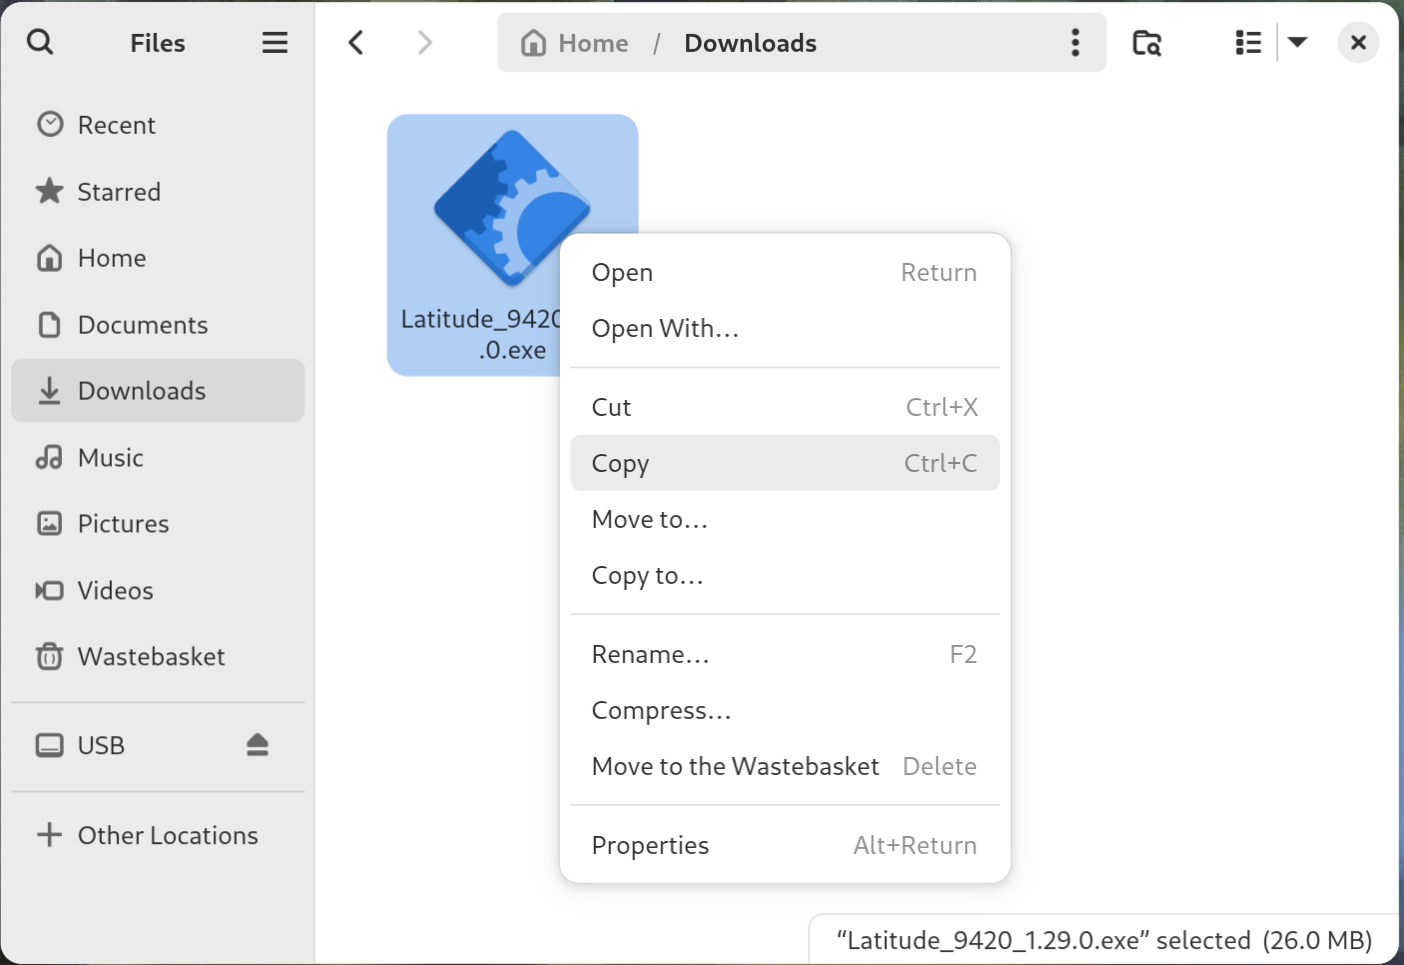 Files
Home / Downloads
Recent
Starred
Home
Documents
Downloads
Music
Pictures
Videos
Wastebasket
USB
Other Locations
Latitude_942
.0.exe
Open Return
Open With...
Cut Ctrl+X
Copy Ctrl+C
Move to...
Copy to...
Rename... F2
Compress...
Move to the Wastebasket Delete
Properties Alt+Return
“Latitude_9420_1.29.0.exe” selected (26.0 MB)